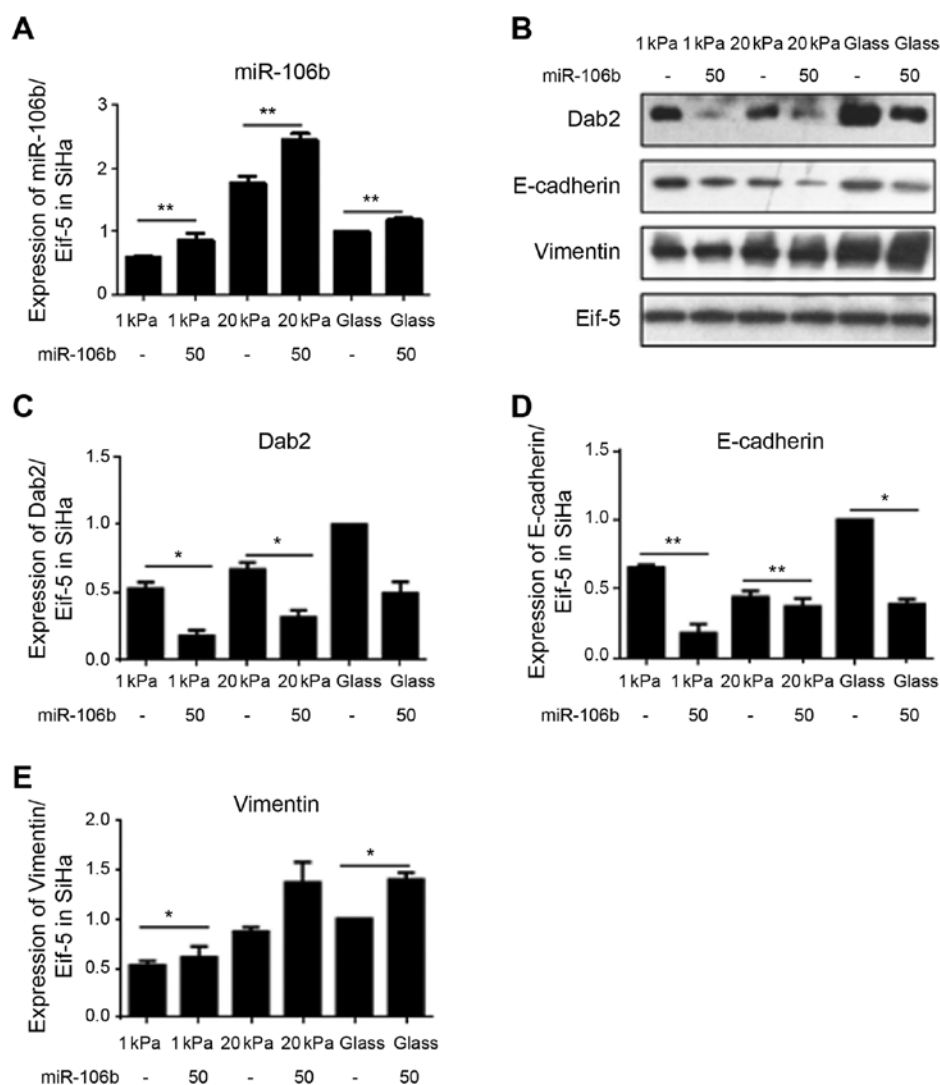 A
miR-106b
Expression of miR-106b/
Eif-5 in SiHa
3
2
1
0
**
**
**
1 kPa 1 kPa 20 kPa 20 kPa Glass Glass
miR-106b - 50 - 50 - 50
B
1 kPa 1 kPa 20 kPa 20 kPa Glass Glass
miR-106b - 50 - 50 - 50
Dab2
E-cadherin
Vimentin
Eif-5
C
Dab2
Expression of Dab2/
Eif-5 in SiHa
1.5
1.0
0.5
0.0
*
*
1 kPa 1 kPa 20 kPa 20 kPa Glass Glass
miR-106b - 50 - 50 - 50
D
E-cadherin
Expression of E-cadherin/
Eif-5 in SiHa
1.5
1.0
0.5
0.0
**
**
*
1 kPa 1 kPa 20 kPa 20 kPa Glass Glass
miR-106b - 50 - 50 - 50
E
Vimentin
Expression of Vimentin/
Eif-5 in SiHa
2.0
1.5
1.0
0.5
0.0
*
*
1 kPa 1 kPa 20 kPa 20 kPa Glass Glass
miR-106b - 50 - 50 - 50